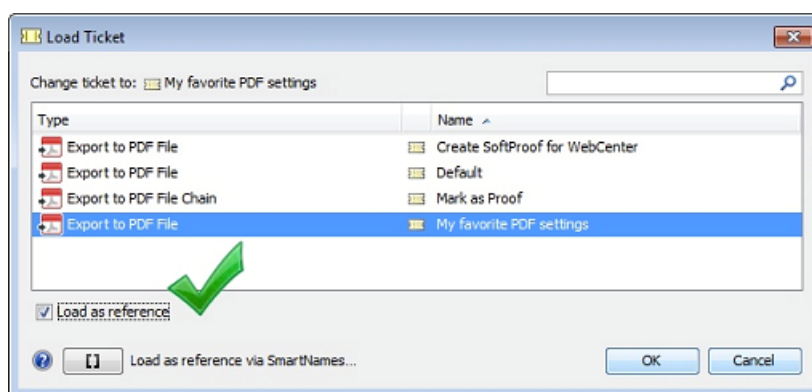 Load Ticket
Change ticket to: My favorite PDF settings
Type Name
Export to PDF File Create SoftProof for WebCenter
Export to PDF File Default
Export to PDF File Chain Mark as Proof
Export to PDF File My favorite PDF settings
Load as reference
[] Load as reference via SmartNames...
OK Cancel